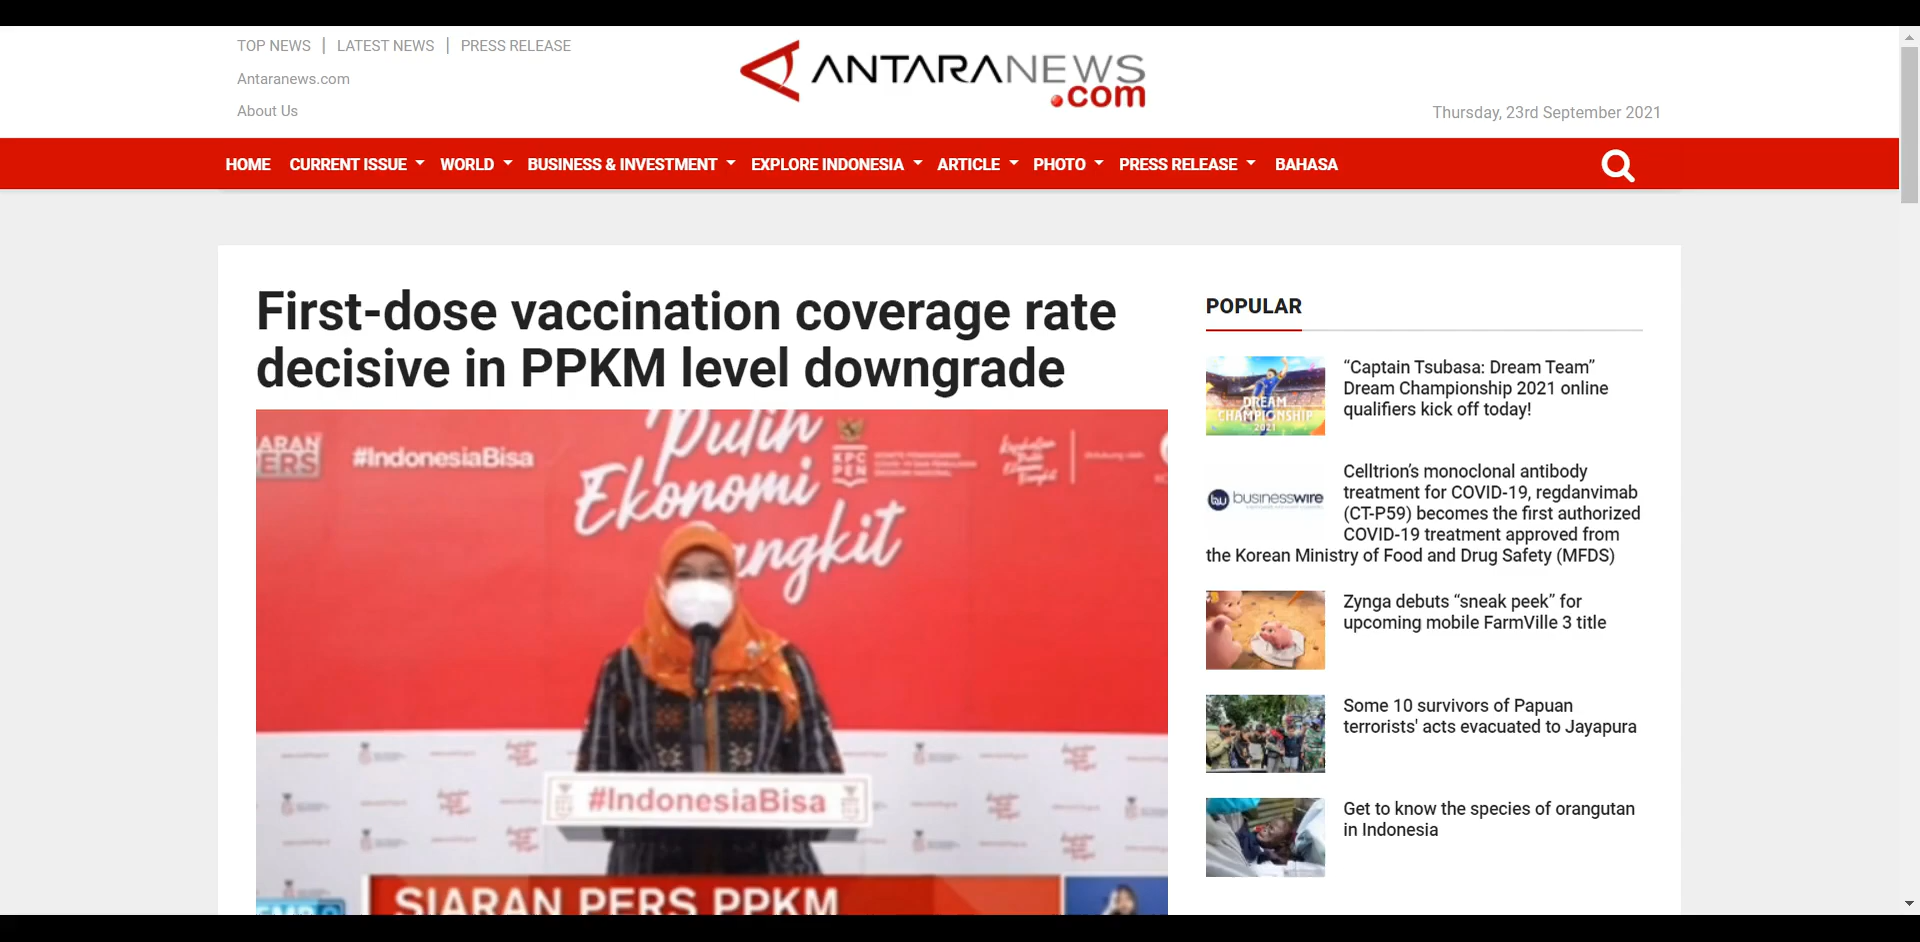 TOP NEWS | LATEST NEWS | PRESS RELEASE
Antaranews.com
About Us
ANTARANEWS
.com
Thursday, 23rd September 2021
HOME CURRENT ISSUE WORLD BUSINESS & INVESTMENT EXPLORE INDONESIA ARTICLE PHOTO PRESS RELEASE BAHASA
First-dose vaccination coverage rate
decisive in PPKM level downgrade
ARAN
ERS
#IndonesiaBisa
Putih
Ekonomi
angkit
KPC
PEN
#IndonesiaBisa
SIARAN PERS PPKM
POPULAR
DREAM
CHAMPIONSHIP
2021
“Captain Tsubasa: Dream Team”
Dream Championship 2021 online
qualifiers kick off today!
businesswire
Celltrion’s monoclonal antibody
treatment for COVID-19, regdanvimab
(CT-P59) becomes the first authorized
COVID-19 treatment approved from
the Korean Ministry of Food and Drug Safety (MFDS)
Zynga debuts “sneak peek” for
upcoming mobile FarmVille 3 title
Some 10 survivors of Papuan
terrorists' acts evacuated to Jayapura
Get to know the species of orangutan
in Indonesia